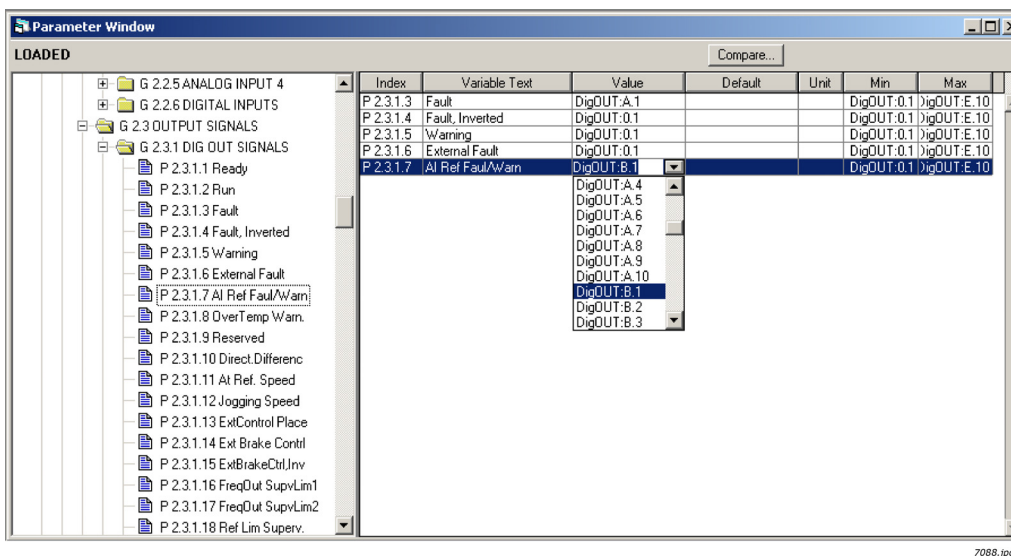 Parameter Window
LOADED
Compare...
G 2.2.5 ANALOG INPUT 4
G 2.2.6 DIGITAL INPUTS
G 2.3 OUTPUT SIGNALS
G 2.3.1 DIG OUT SIGNALS
P 2.3.1.1 Ready
P 2.3.1.2 Run
P 2.3.1.3 Fault
P 2.3.1.4 Fault, Inverted
P 2.3.1.5 Warning
P 2.3.1.6 External Fault
P 2.3.1.7 AI Ref Faul/Warn
P 2.3.1.8 OverTemp Warn.
P 2.3.1.9 Reserved
P 2.3.1.10 Direct.Differenc
P 2.3.1.11 At Ref. Speed
P 2.3.1.12 Jogging Speed
P 2.3.1.13 ExtControl Place
P 2.3.1.14 Ext Brake Contrl
P 2.3.1.15 ExtBrakeCtrl,Inv
P 2.3.1.16 FreqOut SupvLim1
P 2.3.1.17 FreqOut SupvLim2
P 2.3.1.18 Ref Lim Superv.
Index Variable Text Value Default Unit Min Max
P 2.3.1.3 Fault DigOUT:A.1 DigOUT:0.1 DigOUT:E.10
P 2.3.1.4 Fault, Inverted DigOUT:0.1 DigOUT:0.1 DigOUT:E.10
P 2.3.1.5 Warning DigOUT:0.1 DigOUT:0.1 DigOUT:E.10
P 2.3.1.6 External Fault DigOUT:0.1 DigOUT:0.1 DigOUT:E.10
P 2.3.1.7 AI Ref Faul/Warn DigOUT:B.1 DigOUT:0.1 DigOUT:E.10
DigOUT:A.4
DigOUT:A.5
DigOUT:A.6
DigOUT:A.7
DigOUT:A.8
DigOUT:A.9
DigOUT:A.10
DigOUT:B.1
DigOUT:B.2
DigOUT:B.3